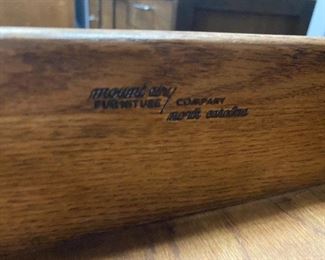 mount airy
FURNITURE / COMPANY
north carolina